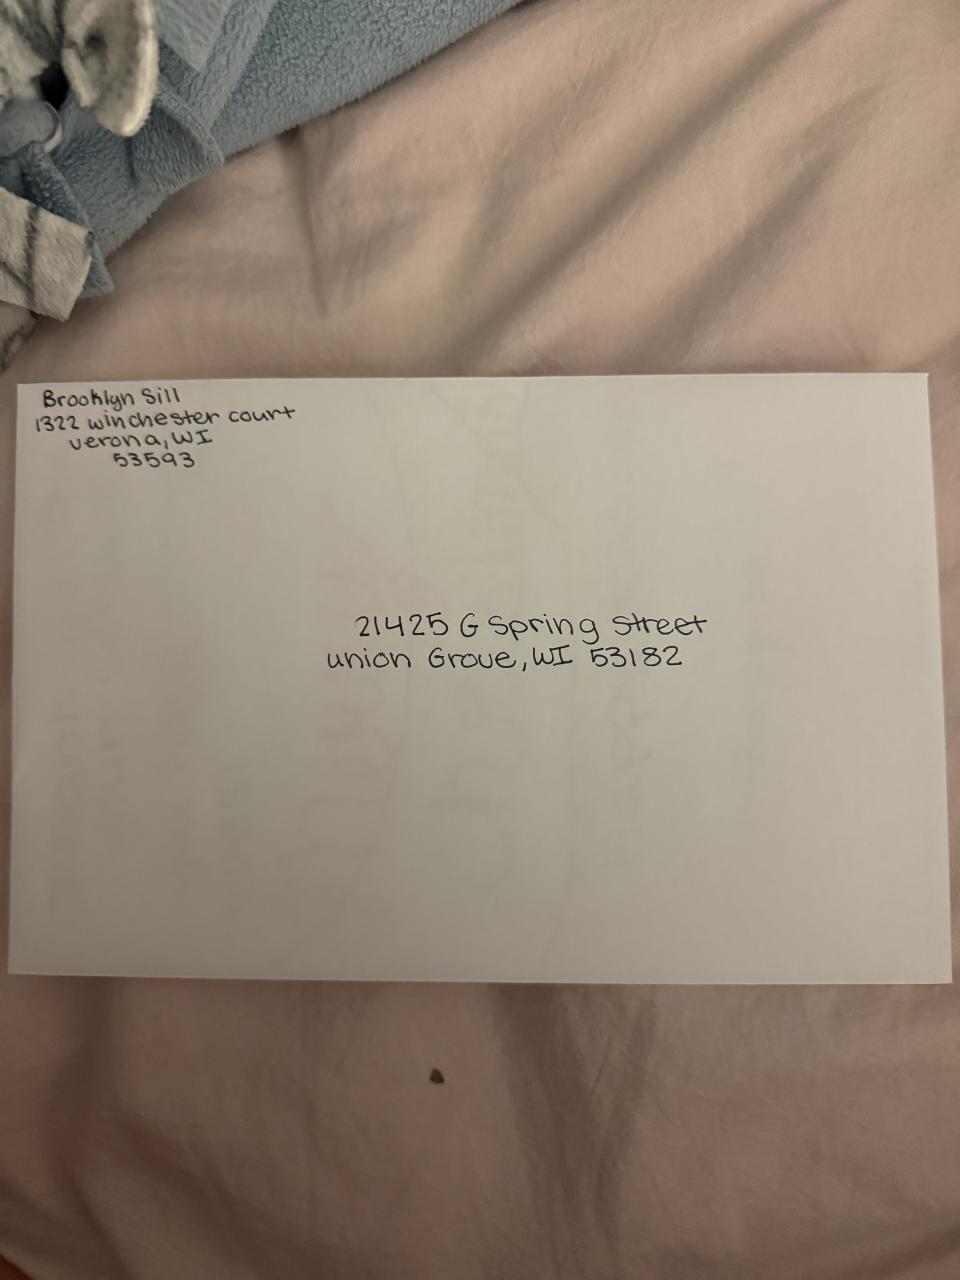 Brooklyn Sill
1322 winchester court
verona, WI
53593
21425 G Spring Street
union Grove, WI 53182